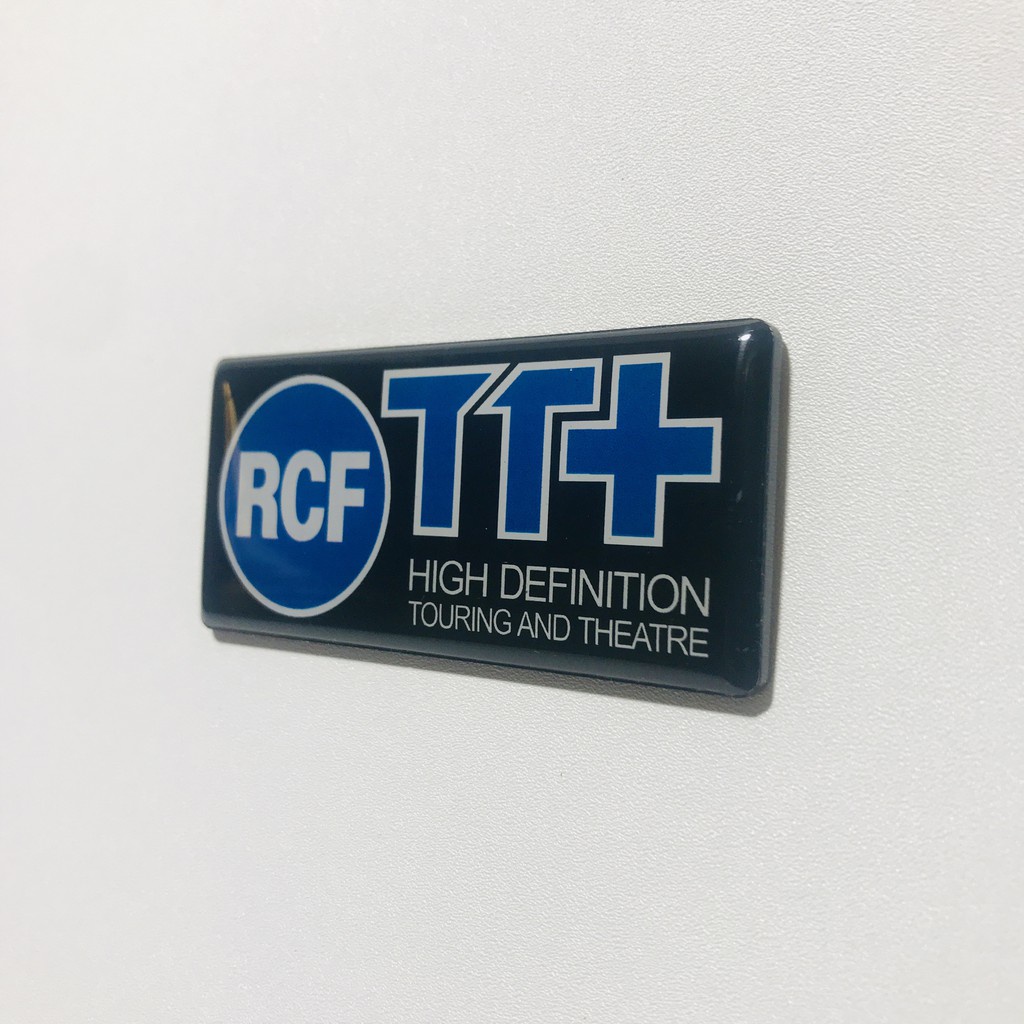 RCF
TT+
HIGH DEFINITION
TOURING AND THEATRE